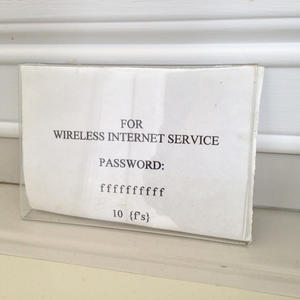 FOR
WIRELESS INTERNET SERVICE
PASSWORD:
ffffffffff
10 {f's}